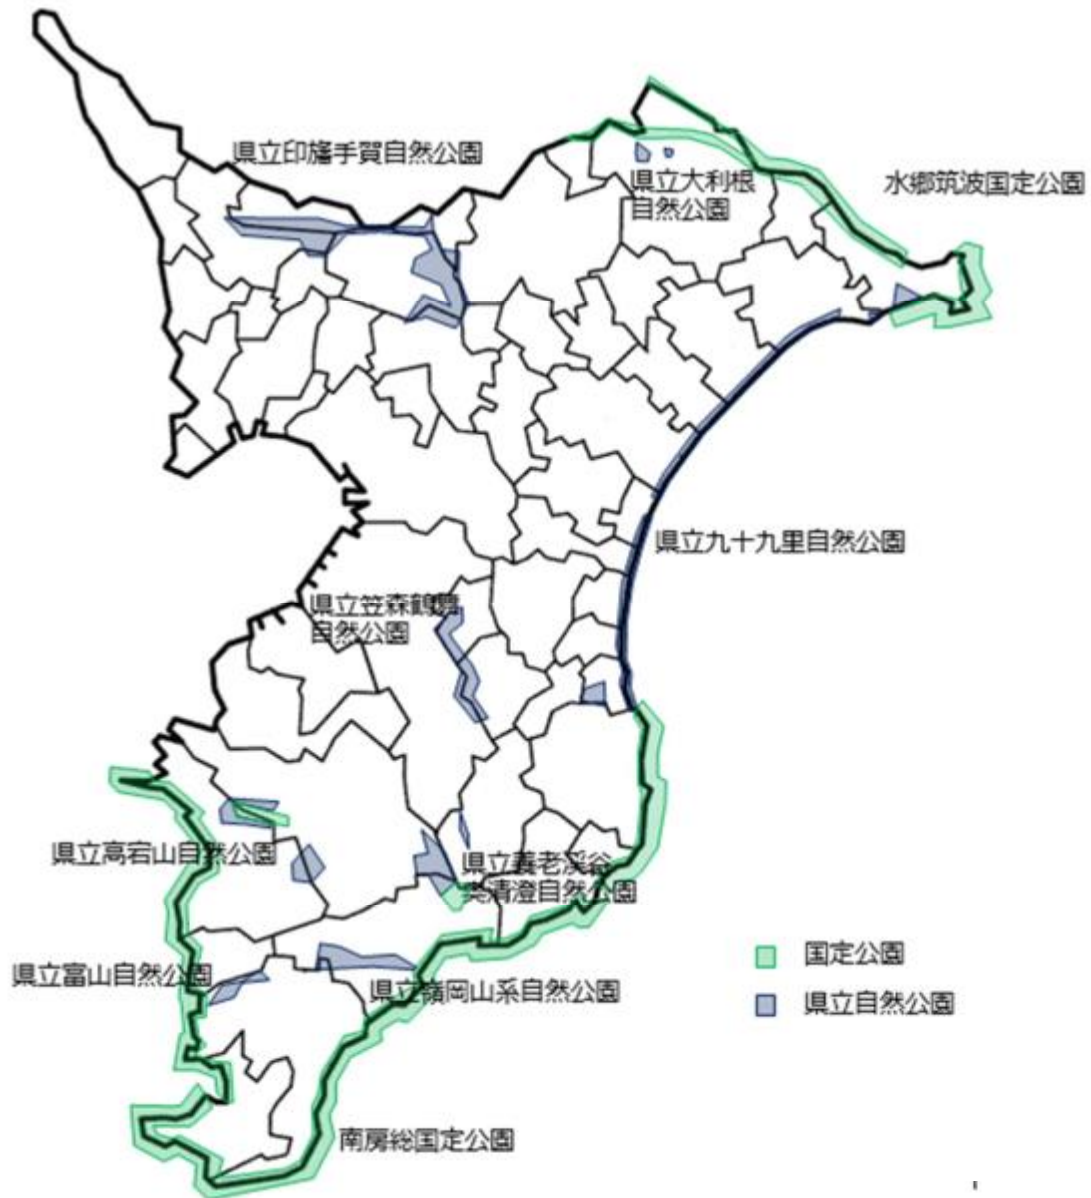 県立印旛手賀自然公園
県立大利根
自然公園
水郷筑波国定公園
県立九十九里自然公園
県立笠森鶴舞
自然公園
県立高宕山自然公園
県立養老渓谷
奥清澄自然公園
県立富山自然公園
県立嶺岡山系自然公園
南房総国定公園
国定公園
県立自然公園